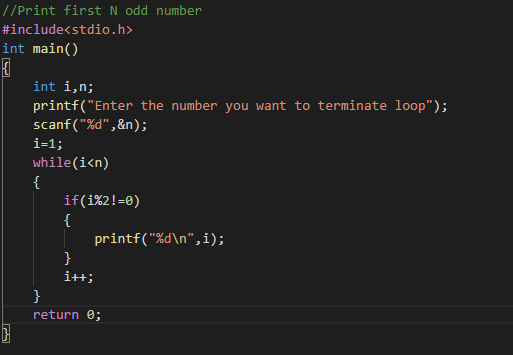 //Print first N odd number
#include<stdio.h>
int main()
{
    int i,n;
    printf("Enter the number you want to terminate loop");
    scanf("%d",&n);
    i=1;
    while(i<n)
    {
        if(i%2!=0)
        {
            printf("%d\n",i);
        }
        i++;
    }
    return 0;
}